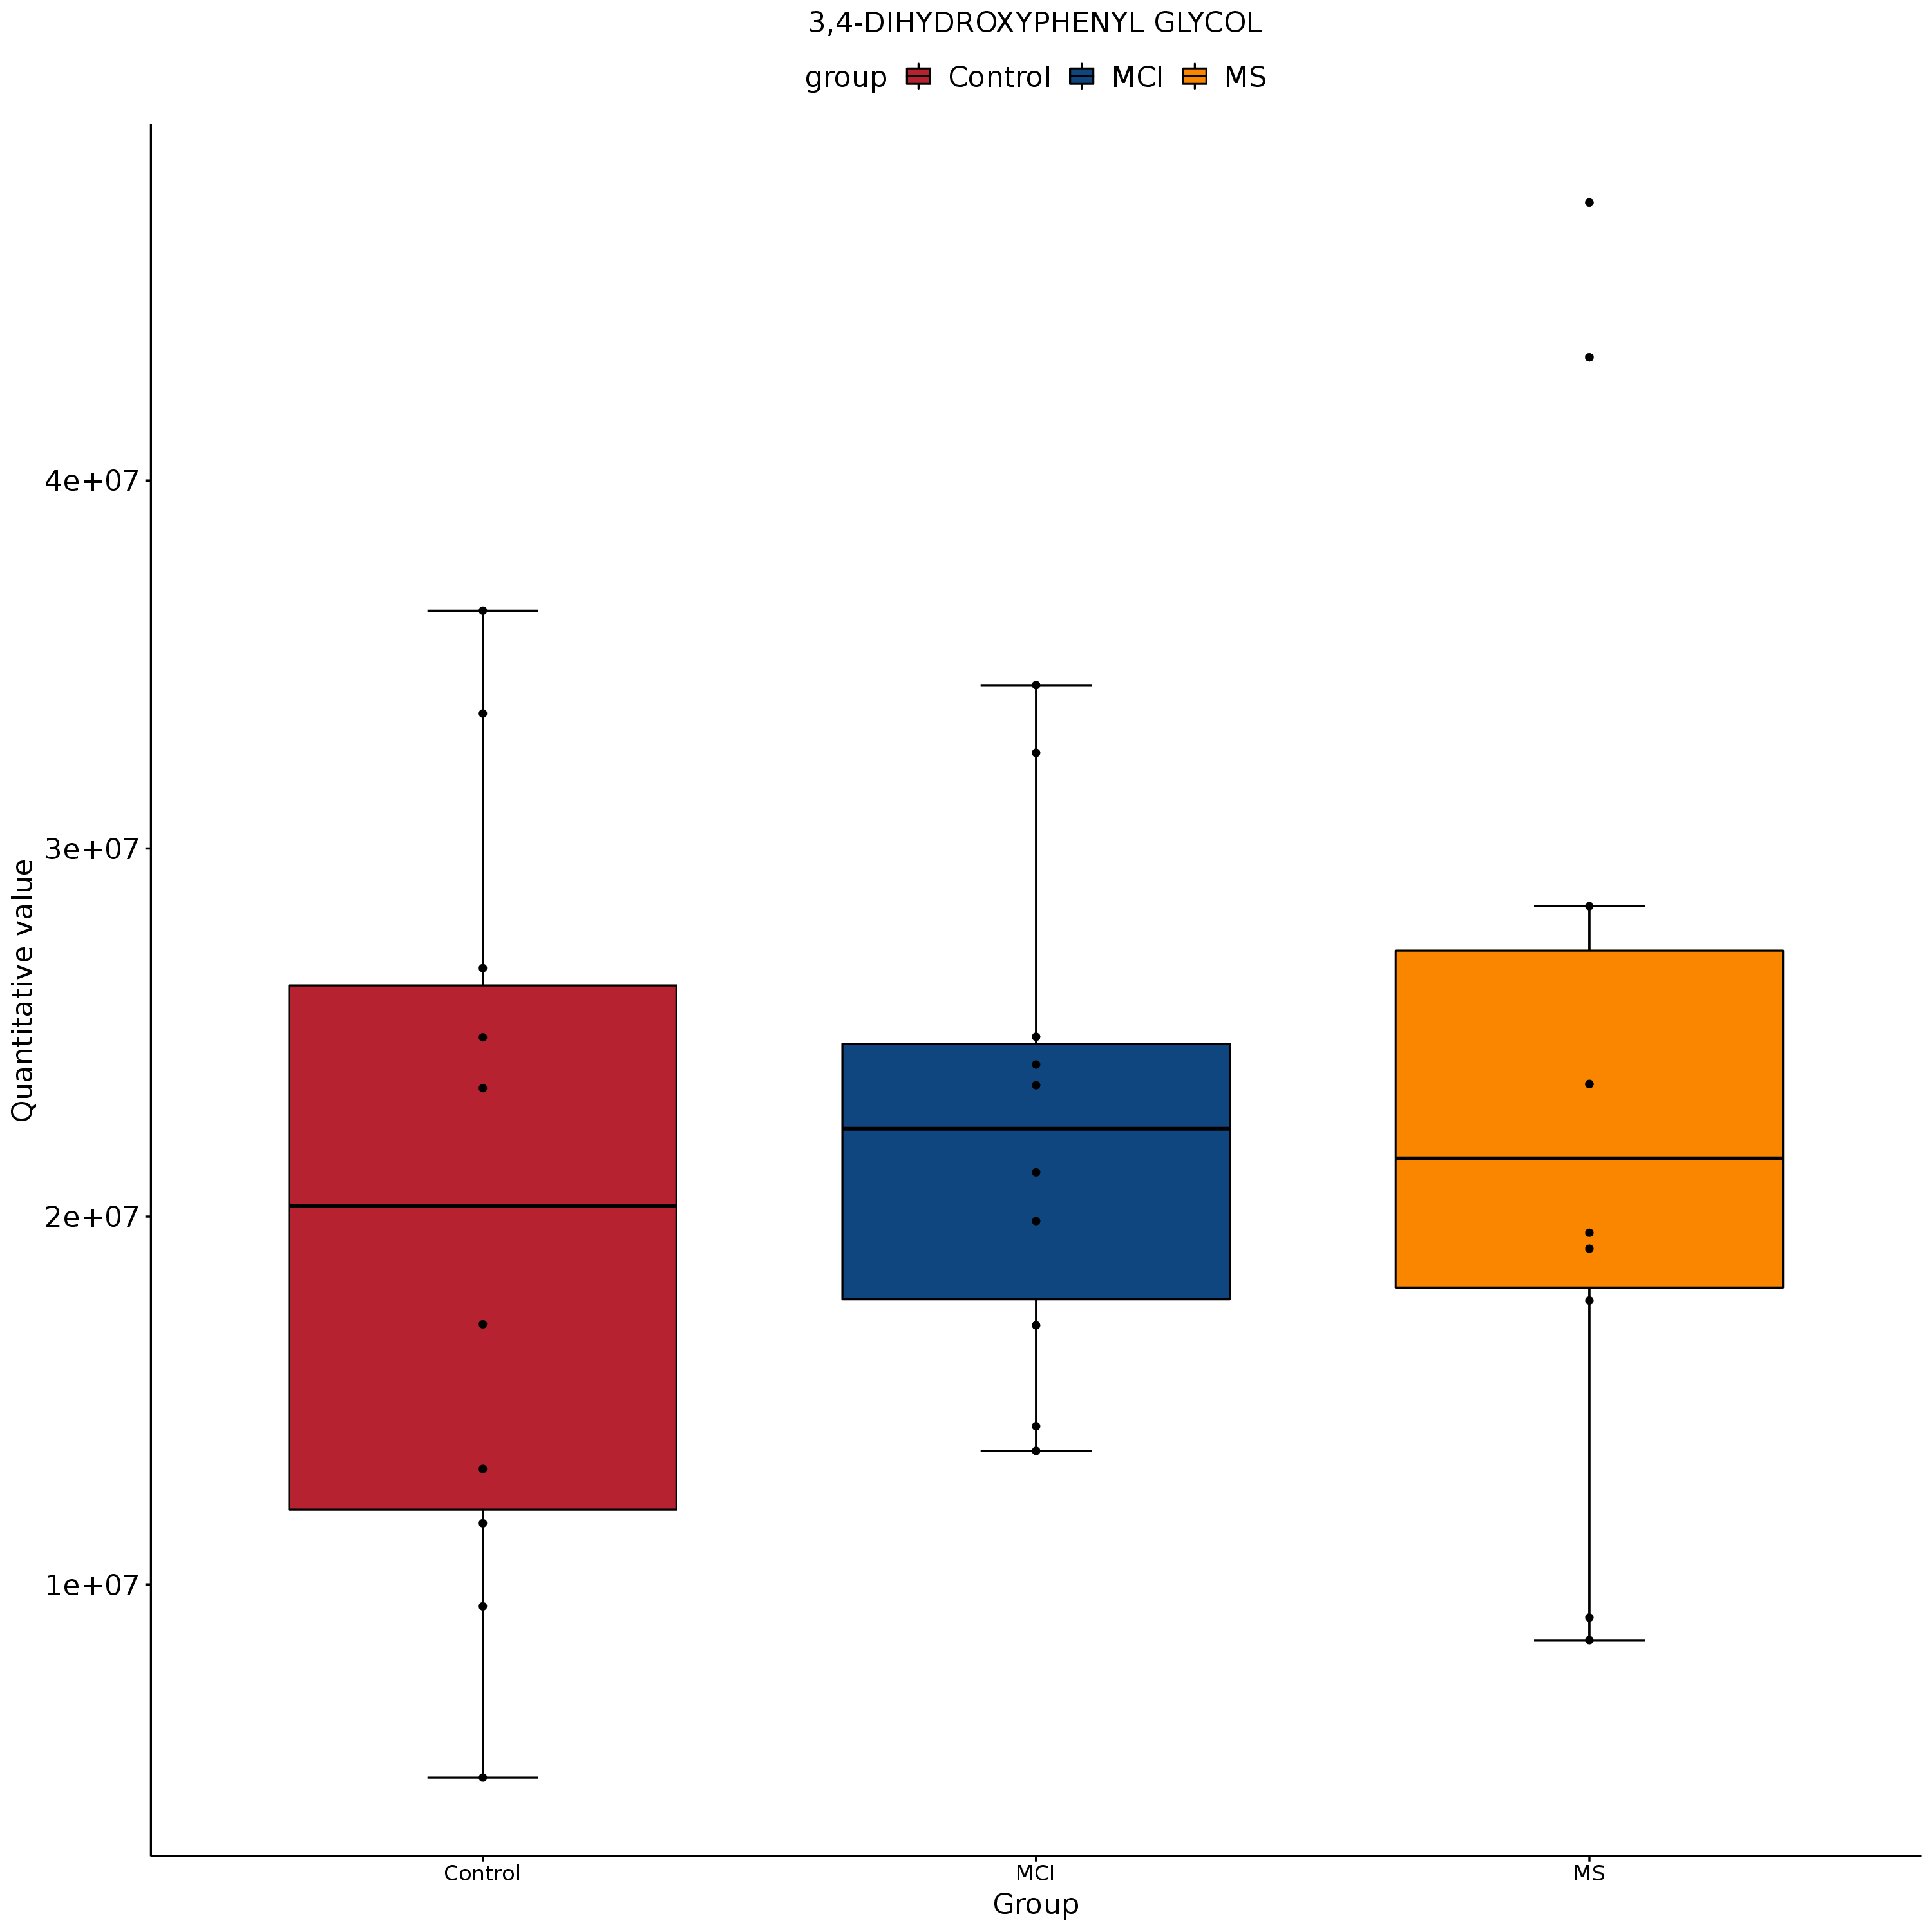 3,4-DIHYDROXYPHENYL GLYCOL
group Control MCI MS
Quantitative value
4e+07
3e+07
2e+07
1e+07
Control MCI MS
Group